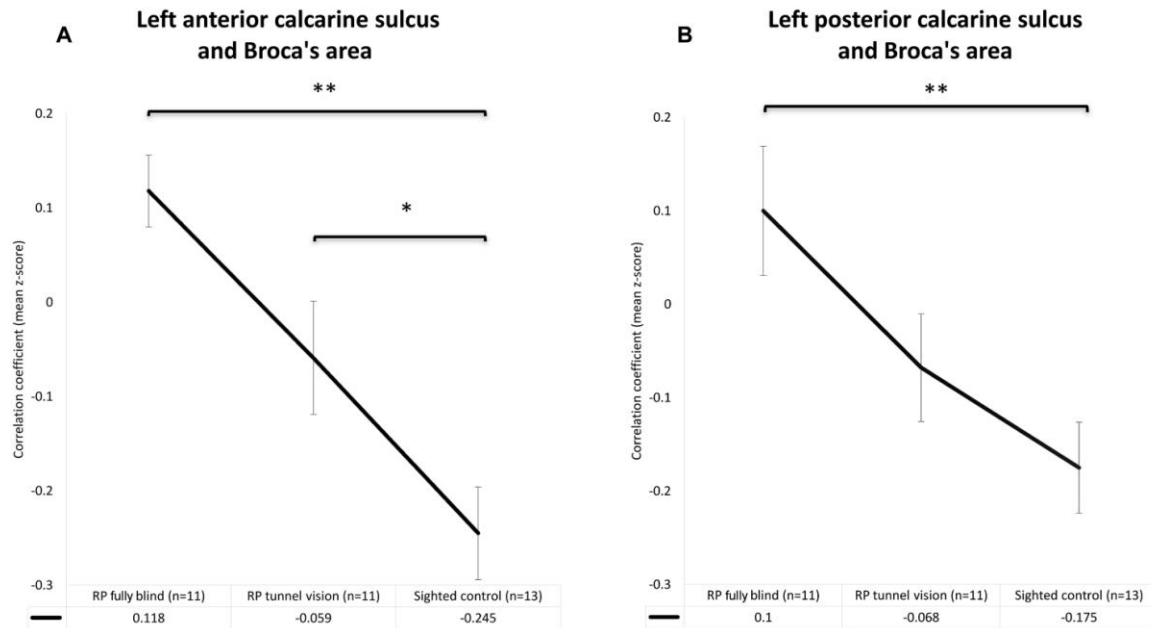 A
Left anterior calcarine sulcus
and Broca's area
**
*
Correlation coefficient (mean z-score)
0.2
0.1
0
-0.1
-0.2
-0.3
RP fully blind (n=11) RP tunnel vision (n=11) Sighted control (n=13)
0.118 -0.059 -0.245
B
Left posterior calcarine sulcus
and Broca's area
**
Correlation coefficient (mean z-score)
0.2
0.1
0
-0.1
-0.2
-0.3
RP fully blind (n=11) RP tunnel vision (n=11) Sighted control (n=13)
0.1 -0.068 -0.175